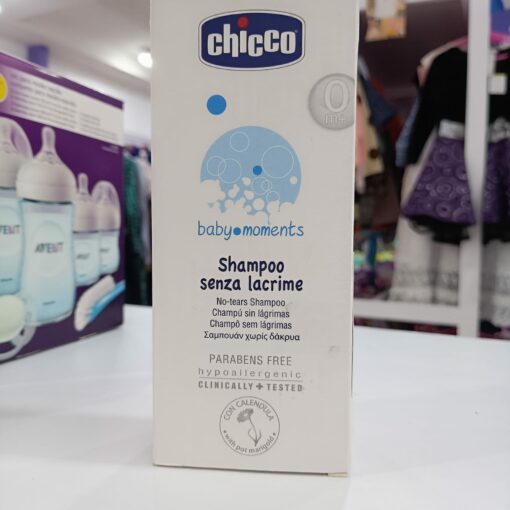 chicco
0
m+
baby moments
Shampoo
senza lacrime
No-tears Shampoo
Champú sin lágrimas
Champô sem lágrimas
Σαμπουάν χωρίς δάκρυα
PARABENS FREE
hypoallergenic
CLINICALLY + TESTED
CON CALENDULA
with pot marigold
AVENT
AVENT